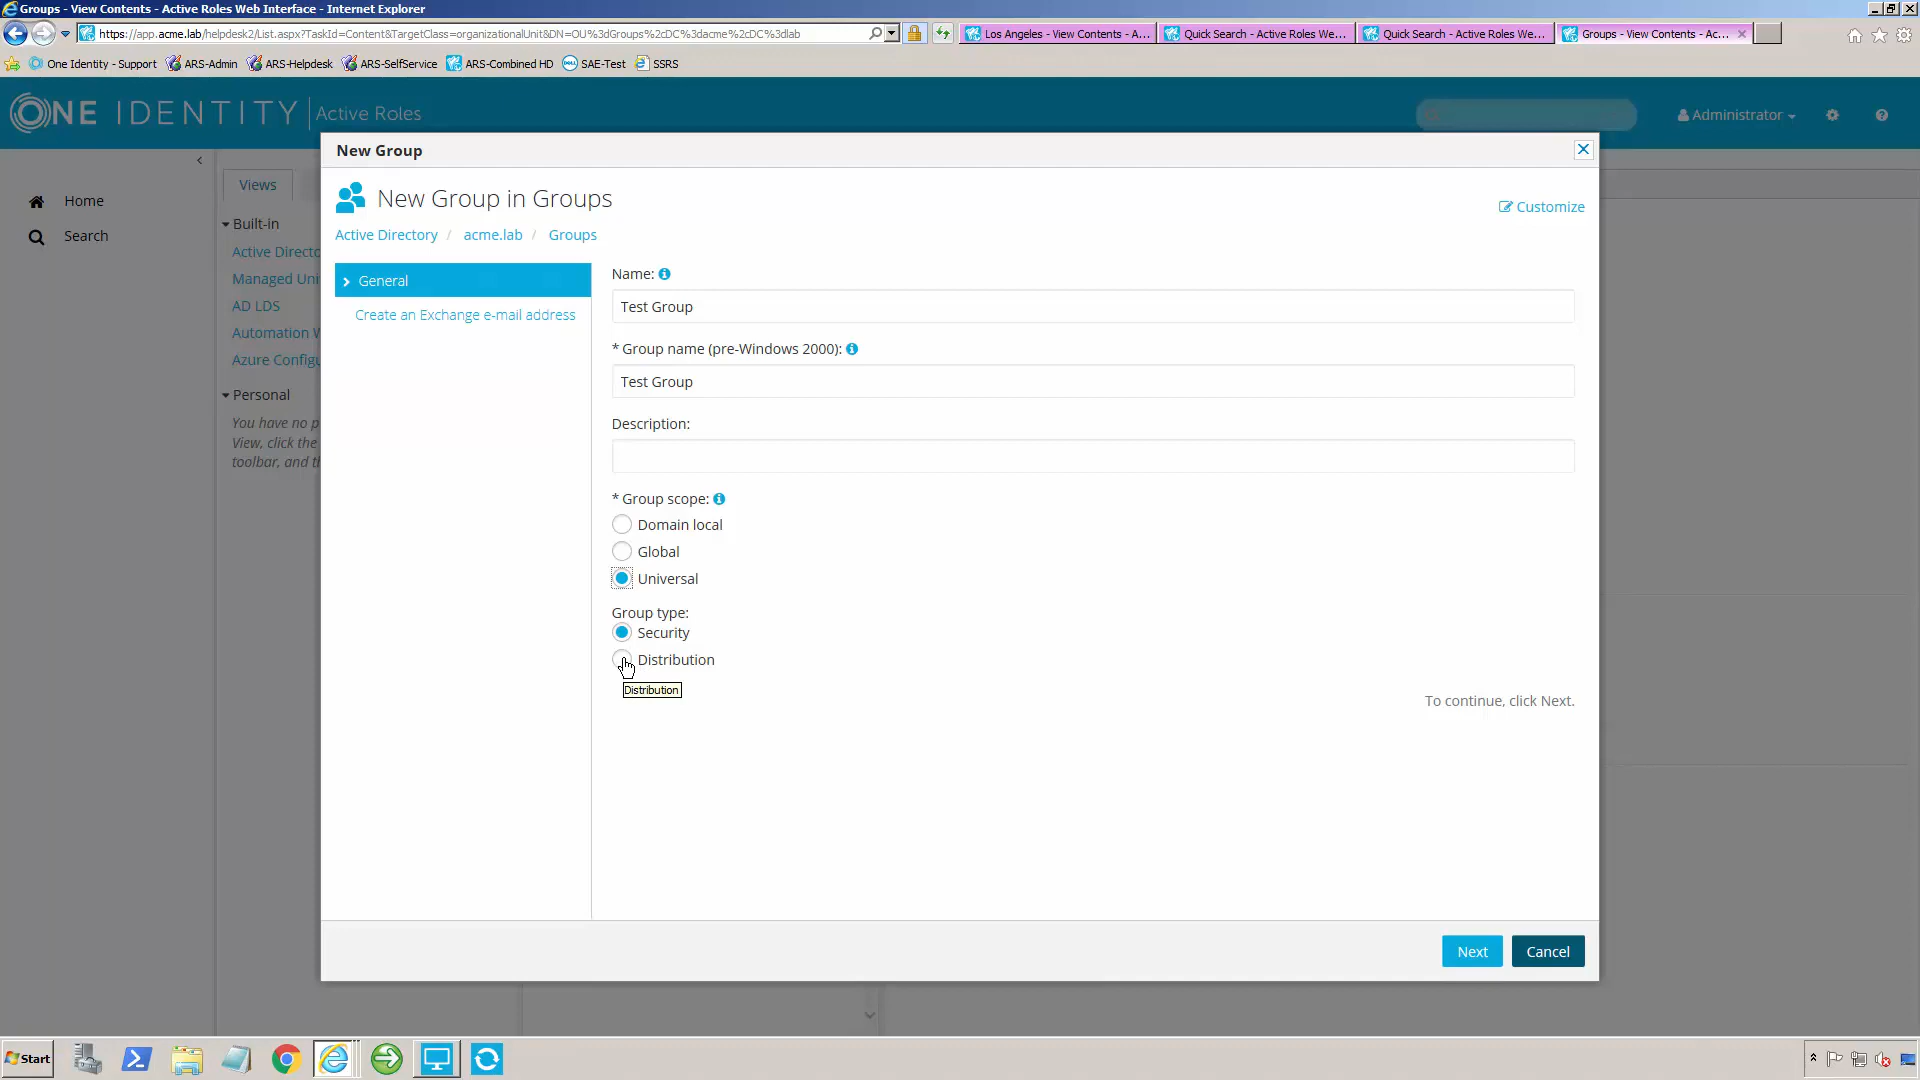 Groups - View Contents - Active Roles Web Interface - Internet Explorer
https://app.acme.lab/helpdesk2/List.aspx?TaskId=Content&TargetClass=organizationalUnit&DN=OU%3dGroups%2cDC%3dacme%2cDC%3dlab
Los Angeles - View Contents - A...
Quick Search - Active Roles We...
Quick Search - Active Roles We...
Groups - View Contents - Ac...
One Identity - Support
ARS-Admin
ARS-Helpdesk
ARS-SelfService
ARS-Combined HD
SAE-Test
SSRS
ONE IDENTITY
Active Roles
Administrator
Home
Search
Views
Built-in
Active Directo
Managed Uni
AD LDS
Automation W
Azure Configu
Personal
You have no p
View, click the
toolbar, and th
New Group
New Group in Groups
Customize
Active Directory / acme.lab / Groups
General
Create an Exchange e-mail address
Name:
Test Group
* Group name (pre-Windows 2000):
Test Group
Description:
* Group scope:
Domain local
Global
Universal
Group type:
Security
Distribution
Distribution
To continue, click Next.
Next
Cancel
Start